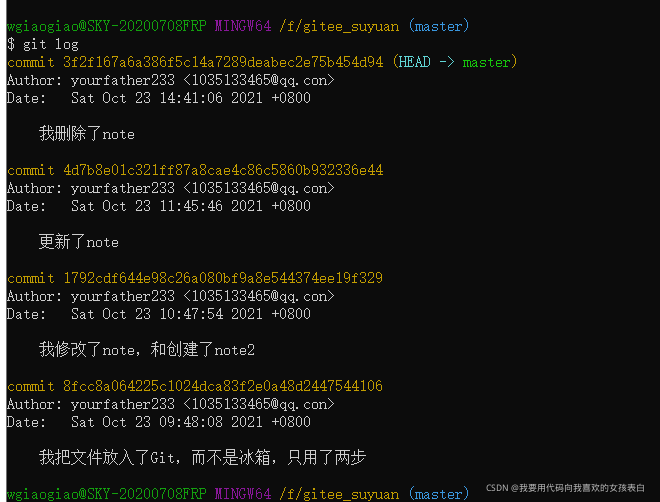 wgiaogiao@SKY-20200708FRP MINGW64 /f/gitee_suyuan (master)
$ git log
commit 3f2f167a6a386f5c14a7289deabec2e75b454d94 (HEAD -> master)
Author: yourfather233 <1035133465@qq.con>
Date:   Sat Oct 23 14:41:06 2021 +0800
我删除了note
commit 4d7b8e01c321ff87a8cae4c86c5860b932336e44
Author: yourfather233 <1035133465@qq.con>
Date:   Sat Oct 23 11:45:46 2021 +0800
更新了note
commit 1792cdf644e98c26a080bf9a8e544374ee19f329
Author: yourfather233 <1035133465@qq.con>
Date:   Sat Oct 23 10:47:54 2021 +0800
我修改了note，和创建了note2
commit 8fcc8a064225c1024dca83f2e0a48d2447544106
Author: yourfather233 <1035133465@qq.con>
Date:   Sat Oct 23 09:48:08 2021 +0800
我把文件放入了Git，而不是冰箱，只用了两步
wgiaogiao@SKY-20200708FRP MINGW64 /f/gitee_suyuan (master)
CSDN @我要用代码向我喜欢的女孩表白